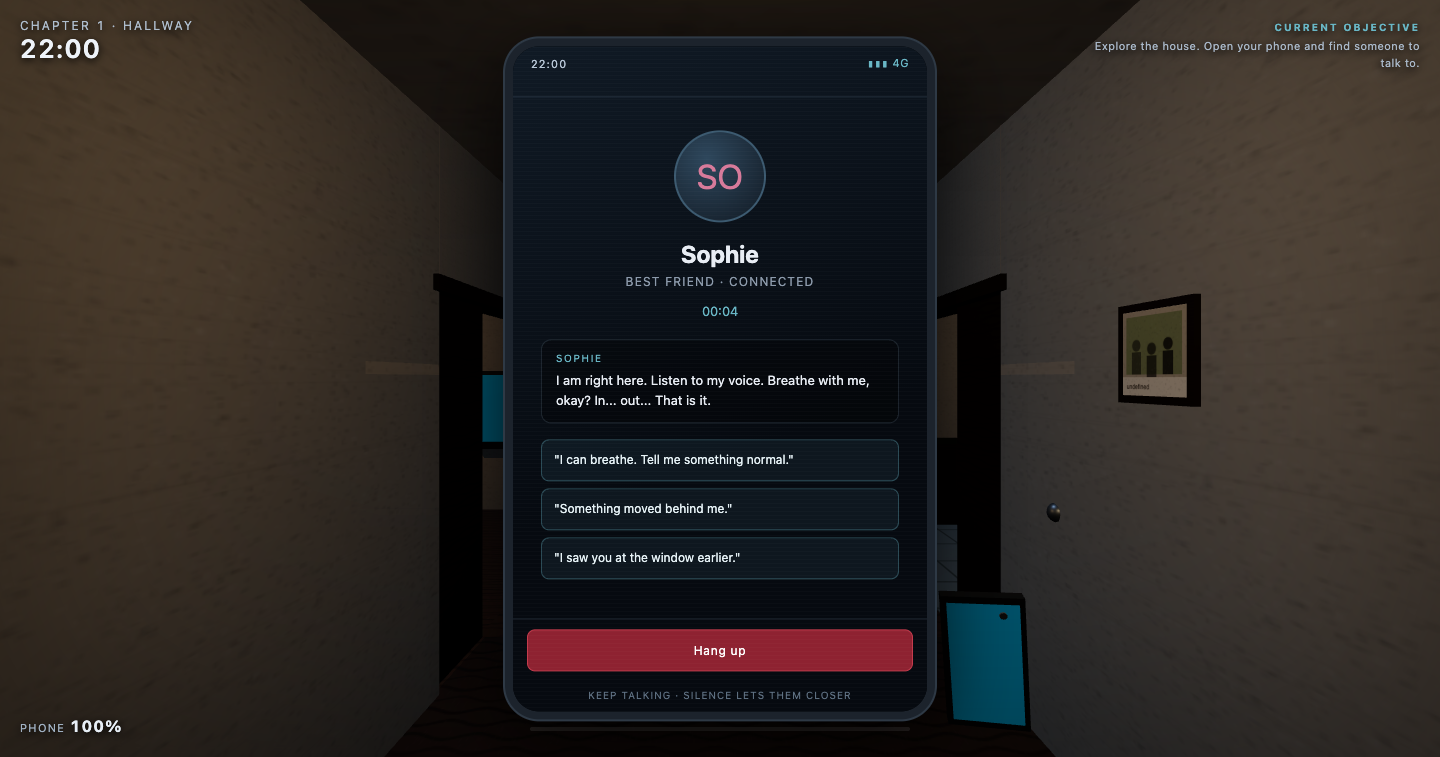 CHAPTER 1 · HALLWAY
22:00
CURRENT OBJECTIVE
Explore the house. Open your phone and find someone to
talk to.
22:00
4G
SO
Sophie
BEST FRIEND · CONNECTED
00:04
SOPHIE
I am right here. Listen to my voice. Breathe with me,
okay? In... out... That is it.
"I can breathe. Tell me something normal."
"Something moved behind me."
"I saw you at the window earlier."
undefined
Hang up
KEEP TALKING · SILENCE LETS THEM CLOSER
PHONE 100%